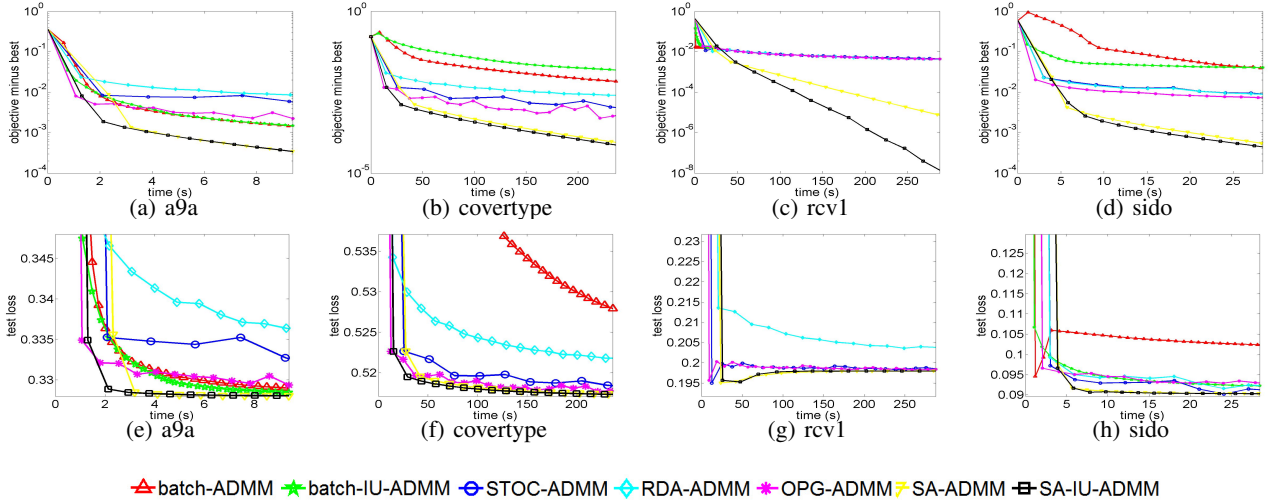 objective minus best
10^0
10^-1
10^-2
10^-3
10^-4
0 2 4 6 8
time (s)
(a) a9a
objective minus best
10^0
10^-5
0 50 100 150 200
time (s)
(b) covertype
objective minus best
10^0
10^-2
10^-4
10^-6
10^-8
0 50 100 150 200 250
time (s)
(c) rcv1
objective minus best
10^0
10^-1
10^-2
10^-3
10^-4
0 5 10 15 20 25
time (s)
(d) sido
test loss
0.345
0.34
0.335
0.33
0 2 4 6 8
time (s)
(e) a9a
test loss
0.535
0.53
0.525
0.52
0 50 100 150 200
time (s)
(f) covertype
test loss
0.23
0.225
0.22
0.215
0.21
0.205
0.2
0.195
0 50 100 150 200 250
time (s)
(g) rcv1
test loss
0.125
0.12
0.115
0.11
0.105
0.1
0.095
0.09
0 5 10 15 20 25
time (s)
(h) sido
batch-ADMM batch-IU-ADMM STOC-ADMM RDA-ADMM OPG-ADMM SA-ADMM SA-IU-ADMM